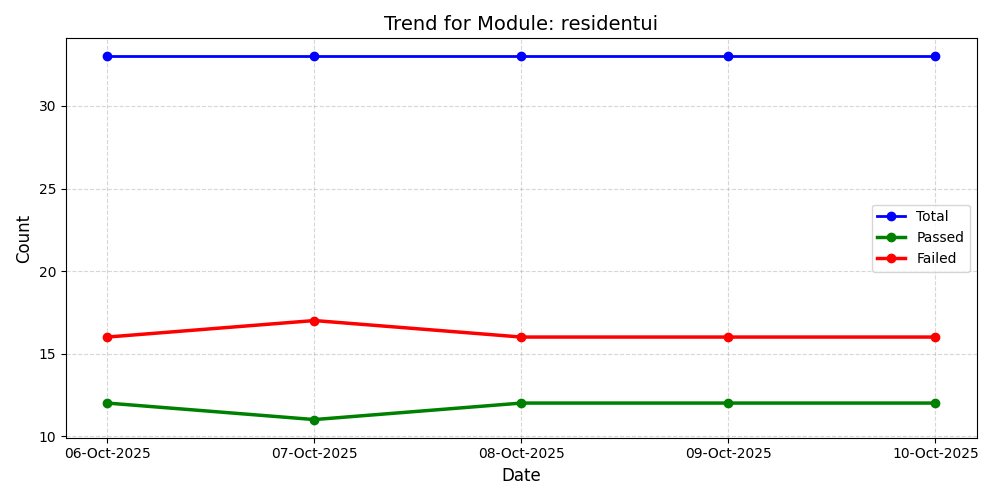 Trend for Module: residentui
Count
30
25
20
15
10
Total
Passed
Failed
06-Oct-2025
07-Oct-2025
08-Oct-2025
09-Oct-2025
10-Oct-2025
Date